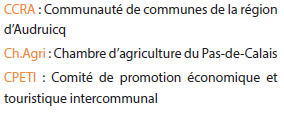 CCRA : Communauté de communes de la région
d’Audruicq
Ch.Agri : Chambre d’agriculture du Pas-de-Calais
CPETI : Comité de promotion économique et
touristique intercommunal